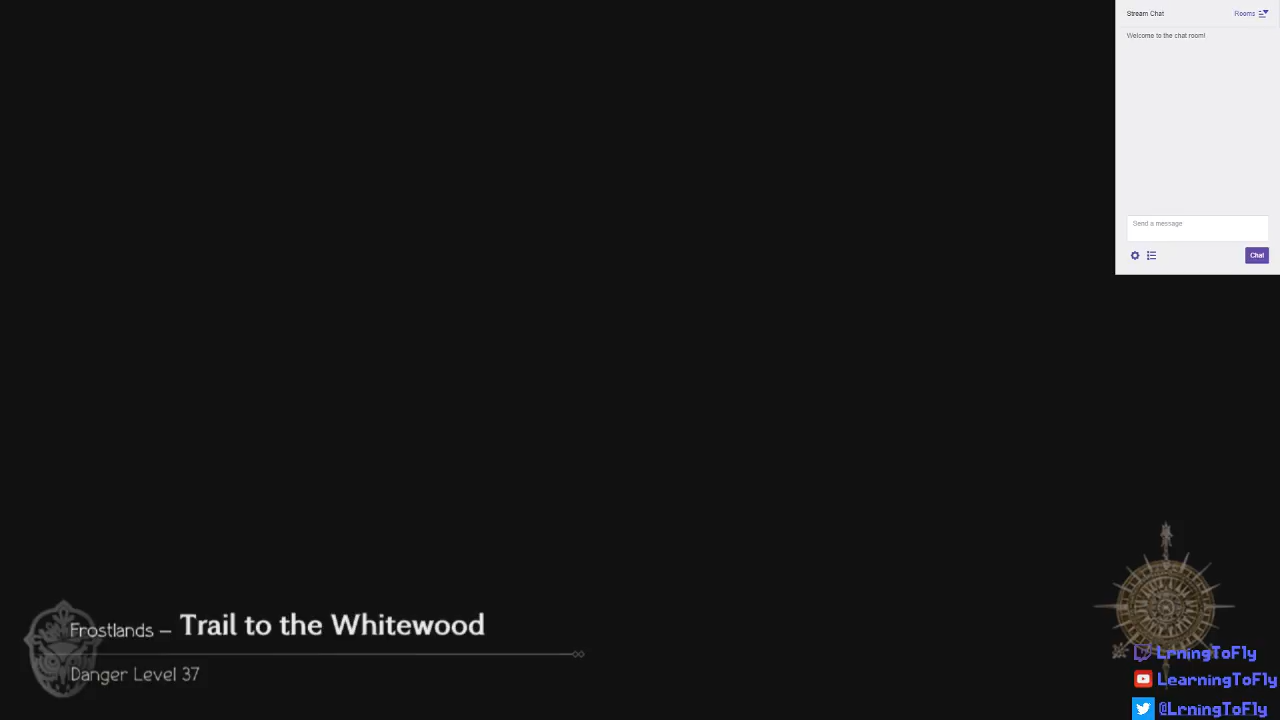 Stream Chat
Rooms
Welcome to the chat room!
Send a message
Chat
Frostlands – Trail to the Whitewood
Danger Level 37
LrningToFly
LearningToFly
@LrningToFly